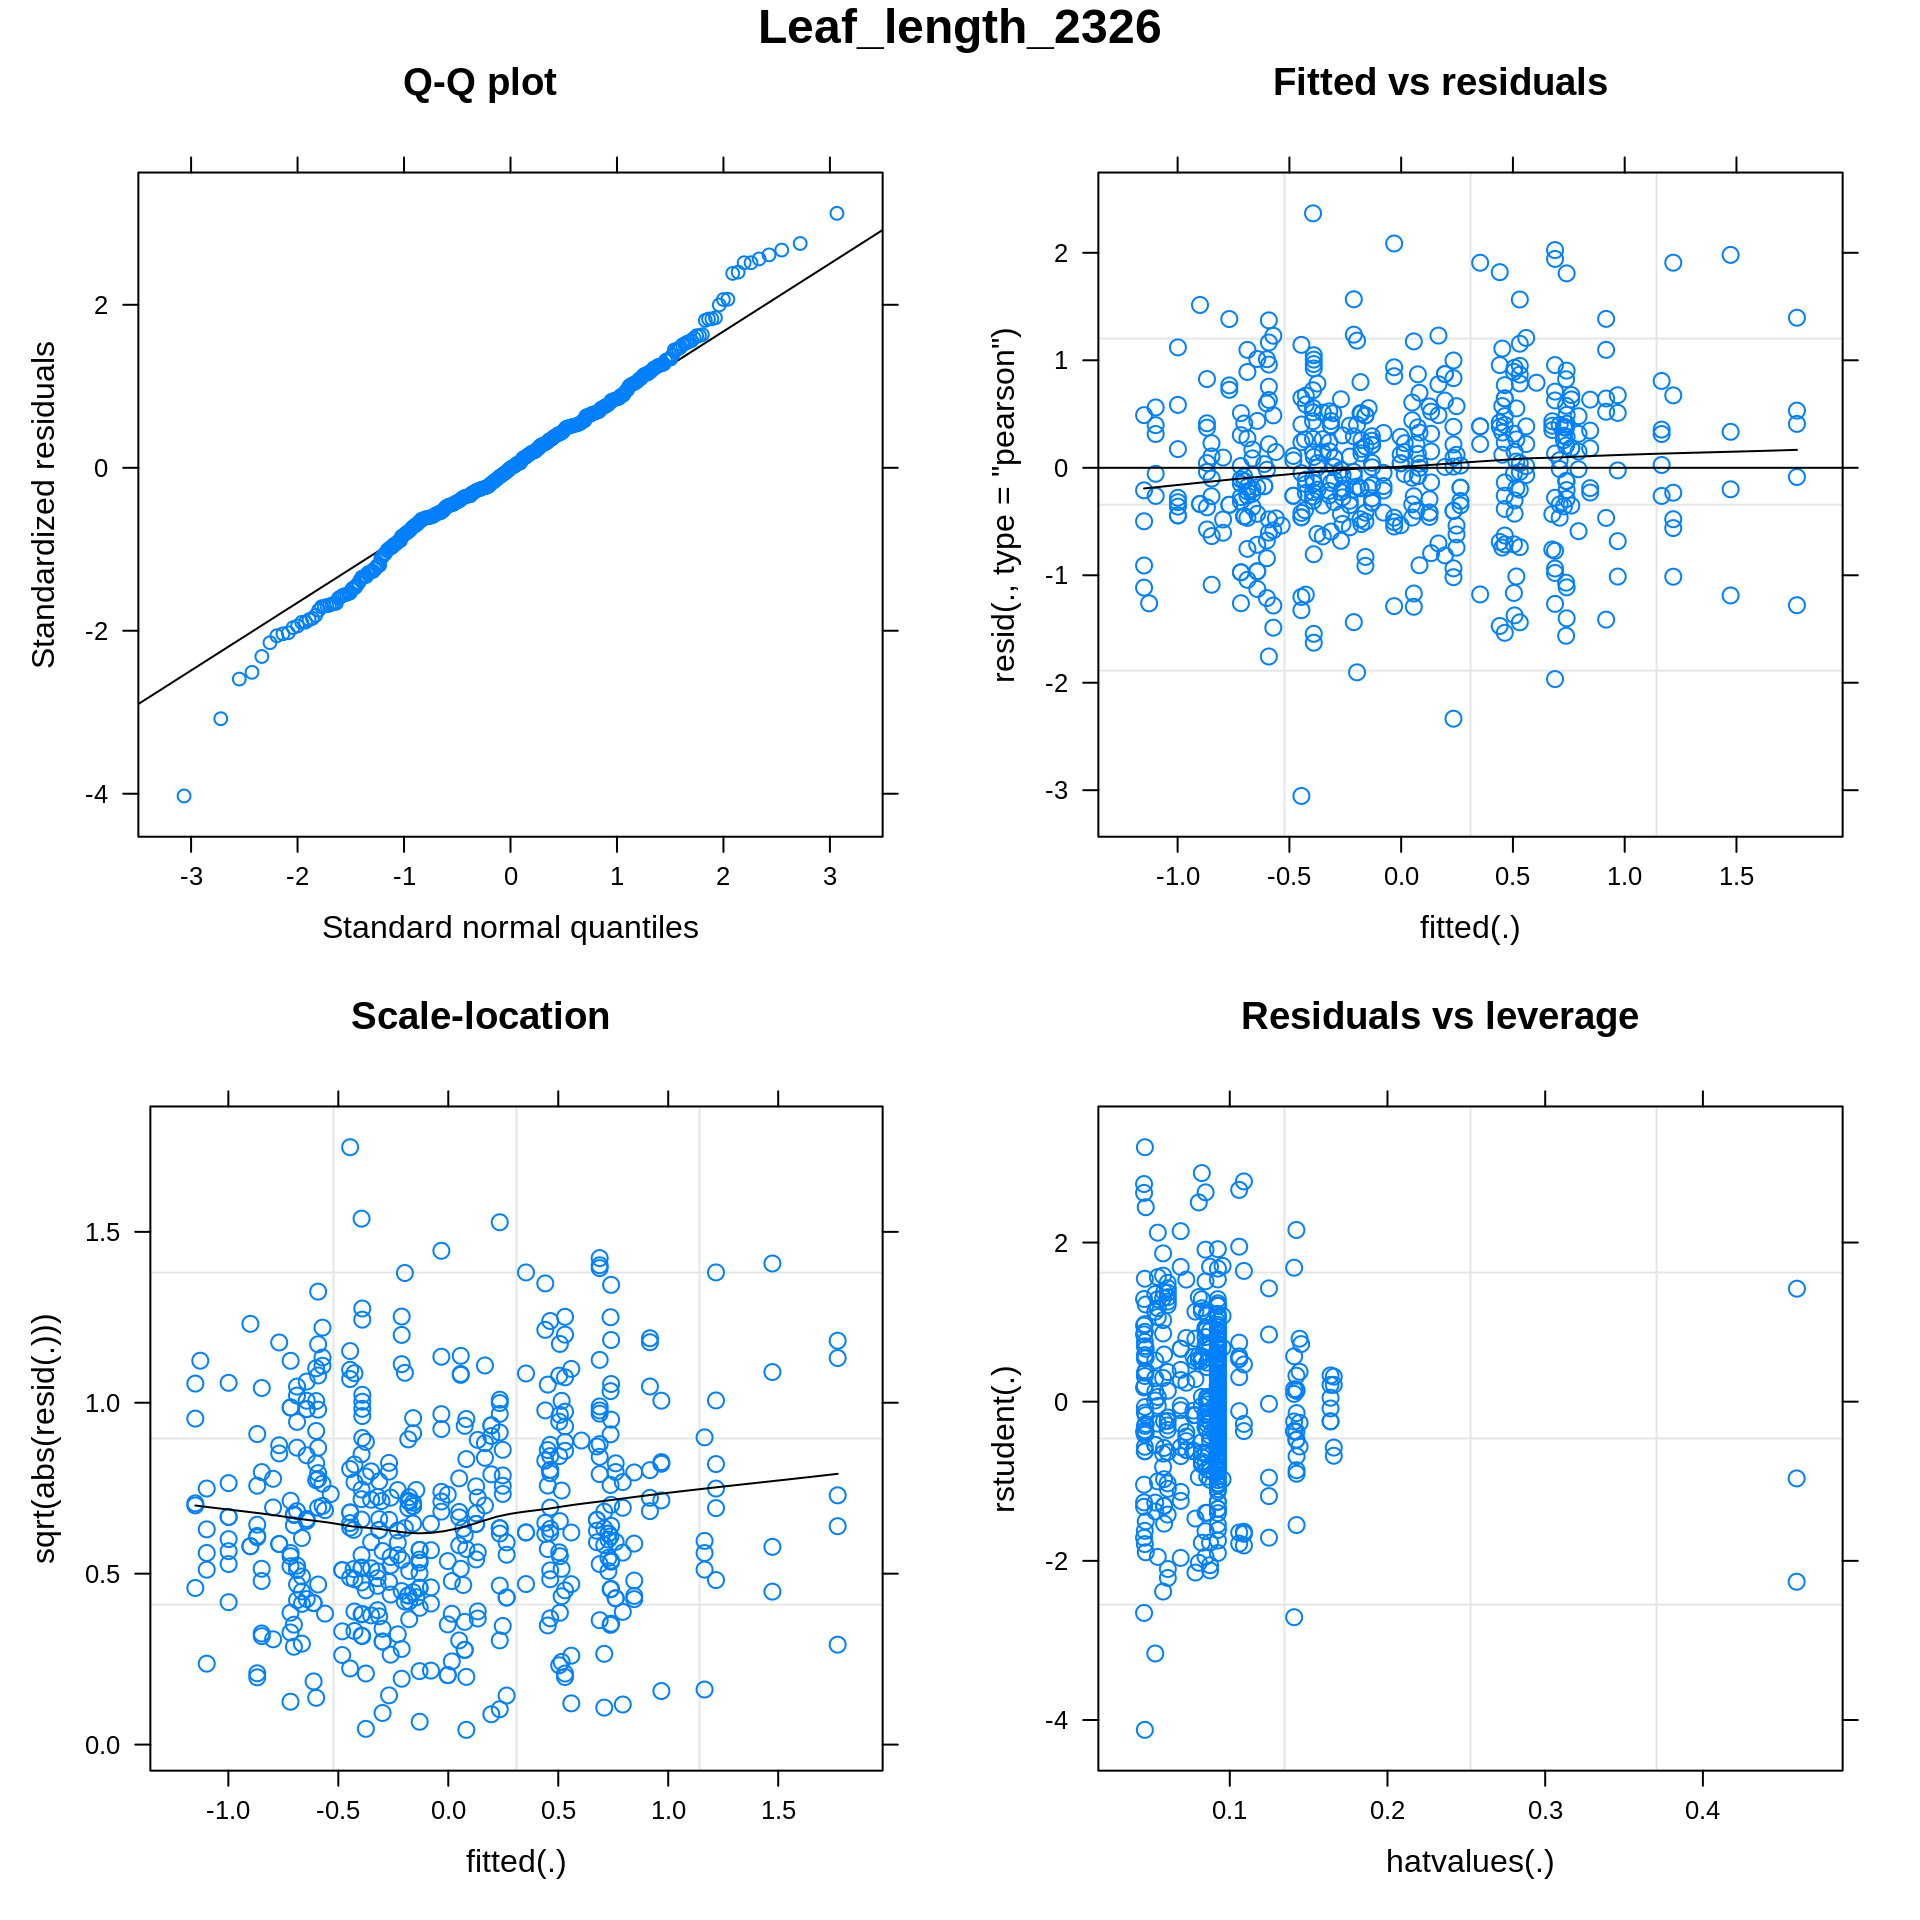 Leaf_length_2326
Q-Q plot
Standardized residuals
2
0
-2
-4
-3 -2 -1 0 1 2 3
Standard normal quantiles
Fitted vs residuals
resid(., type = "pearson")
2
1
0
-1
-2
-3
-1.0 -0.5 0.0 0.5 1.0 1.5
fitted(.)
Scale-location
sqrt(abs(resid(.)))
1.5
1.0
0.5
0.0
-1.0 -0.5 0.0 0.5 1.0 1.5
fitted(.)
Residuals vs leverage
rstudent(.)
2
0
-2
-4
0.1 0.2 0.3 0.4
hatvalues(.)